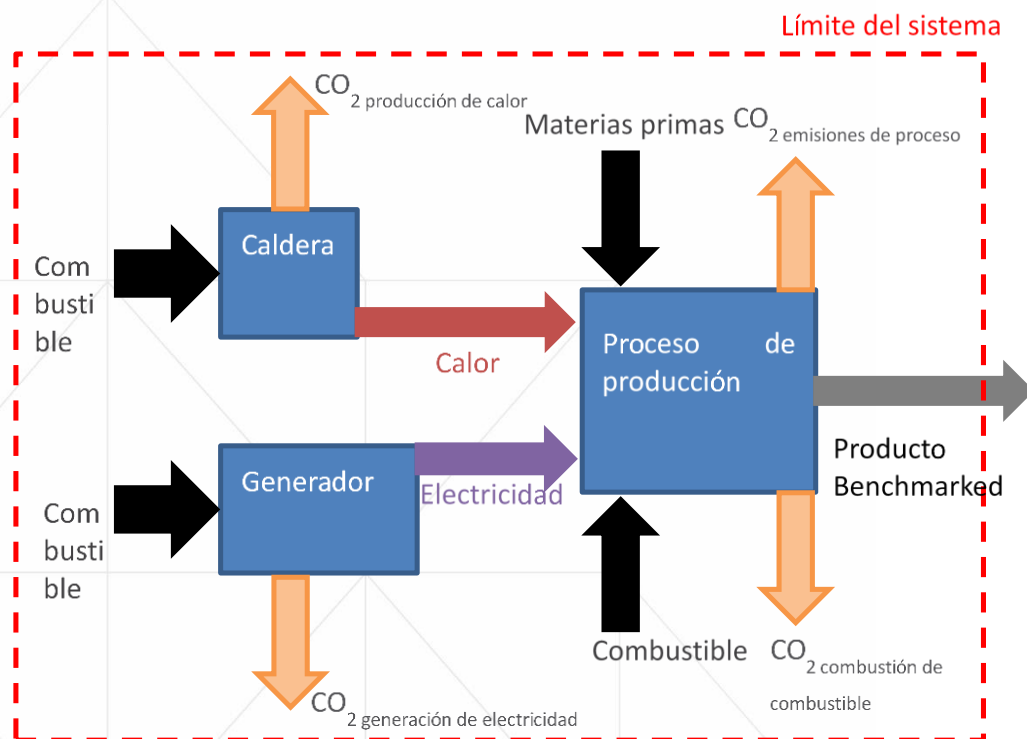 Límite del sistema
CO2 producción de calor
Materias primas
CO2 emisiones de proceso
Caldera
Com
busti
ble
Calor
Proceso de
producción
Producto
Benchmarked
Generador
Electricidad
Com
busti
ble
Combustible
CO2 combustión de
combustible
CO2 generación de electricidad